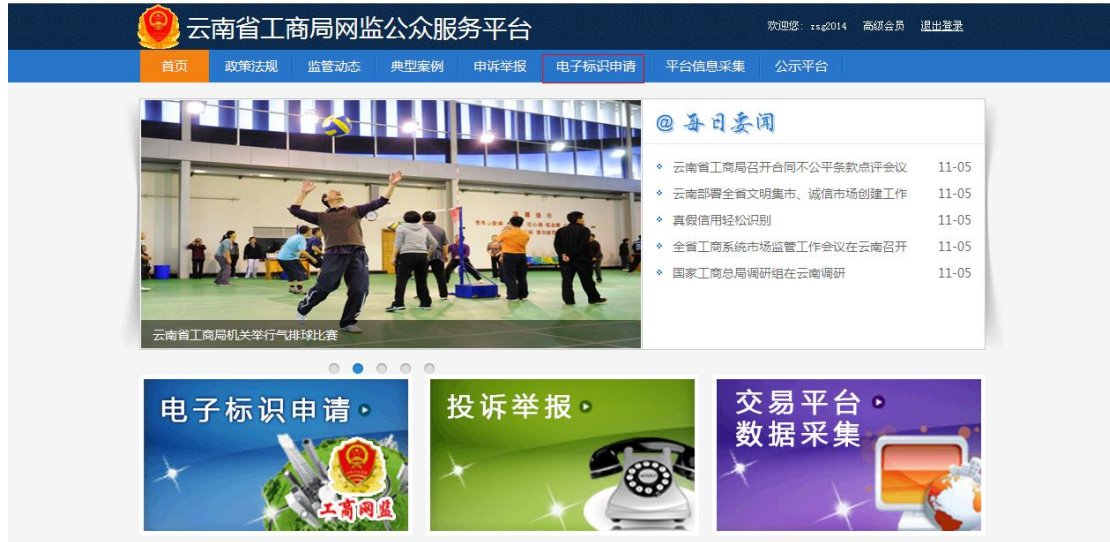 云南省工商局网监公众服务平台
欢迎您: zsg2014 高级会员 退出登录
首页 政策法规 监管动态 典型案例 申诉举报 电子标识申请 平台信息采集 公示平台
@ 每日要闻
云南省工商局召开合同不公平条款点评会议 11-05
云南部署全省文明集市、诚信市场创建工作 11-05
真假信用轻松识别 11-05
全省工商系统市场监管工作会议在云南召开 11-05
国家工商总局调研组在云南调研 11-05
云南省工商局机关举行气排球比赛
电子标识申请
工商网监
投诉举报
交易平台
数据采集